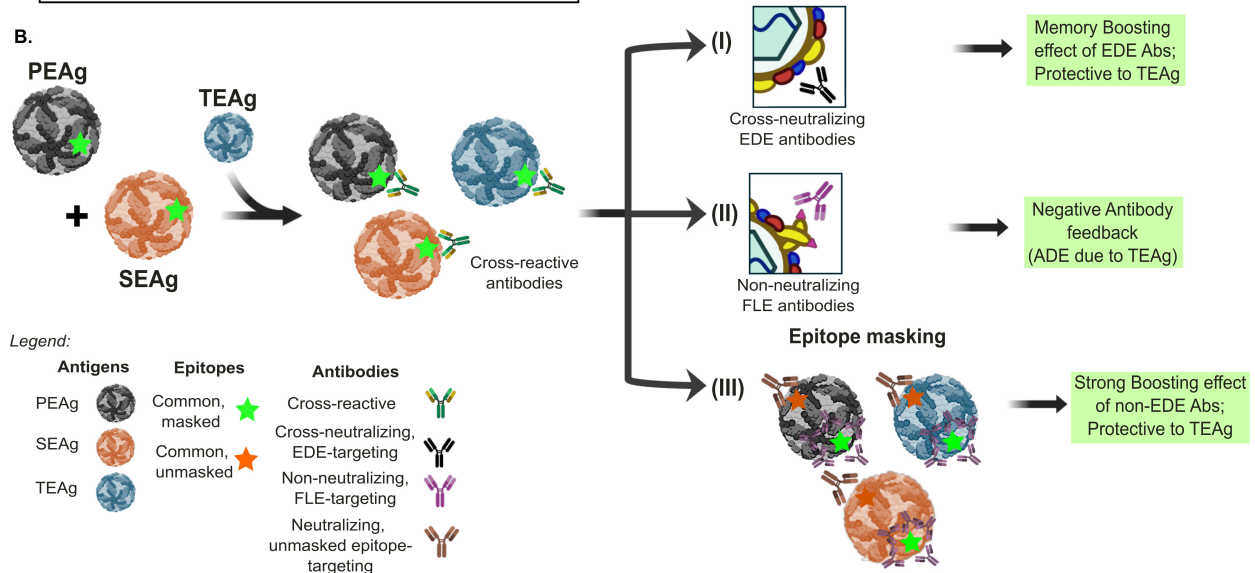 B.
PEAg
TEAg
+
SEAg
Cross-reactive
antibodies
(I)
Cross-neutralizing
EDE antibodies
Memory Boosting
effect of EDE Abs;
Protective to TEAg
(II)
Non-neutralizing
FLE antibodies
Negative Antibody
feedback
(ADE due to TEAg)
Epitope masking
(III)
Strong Boosting effect
of non-EDE Abs;
Protective to TEAg
Legend:
Antigens
PEAg
SEAg
TEAg
Epitopes
Common,
masked
Common,
unmasked
Antibodies
Cross-reactive
Cross-neutralizing,
EDE-targeting
Non-neutralizing,
FLE-targeting
Neutralizing,
unmasked epitope-
targeting